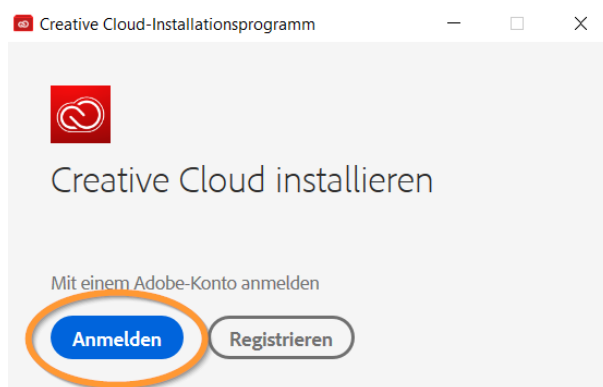 Creative Cloud-Installationsprogramm
Creative Cloud installieren
Mit einem Adobe-Konto anmelden
Anmelden Registrieren